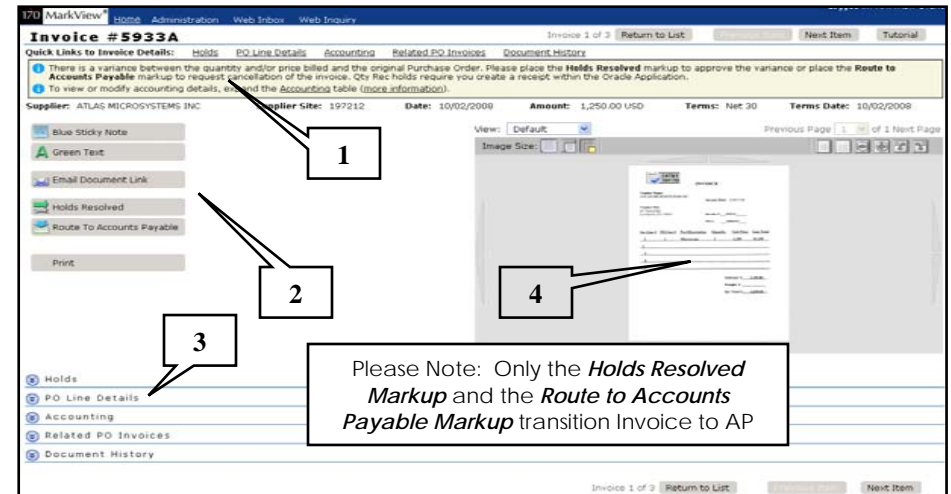 170 MarkView® Home Administration Web Inbox Web Inquiry
Invoice #5933A Invoice 1 of 3 Return to List Next Item Tutorial
Quick Links to Invoice Details: Holds PO Line Details Accounting Related PO Invoices Document History
There is a variance between the quantity and/or price billed and the original Purchase Order. Please place the Holds Resolved markup to approve the variance or place the Route to
Accounts Payable markup to request cancellation of the invoice. Qty Rec holds require you create a receipt within the Oracle Application.
To view or modify accounting details, expand the Accounting table (more information).
Supplier: ATLAS MICROSYSTEMS INC Supplier Site: 197212 Date: 10/02/2008 Amount: 1,250.00 USD Terms: Net 30 Terms Date: 10/02/2008
Blue Sticky Note
View: Default
Previous Page 1 of 1 Next Page
Green Text
Image Size:
1
Email Document Link
Holds Resolved
Route To Accounts Payable
INVOICE
Print
2
4
3
Please Note: Only the Holds Resolved
Markup and the Route to Accounts
Payable Markup transition Invoice to AP
Holds
PO Line Details
Accounting
Related PO Invoices
Document History
Invoice 1 of 3 Return to List Next Item